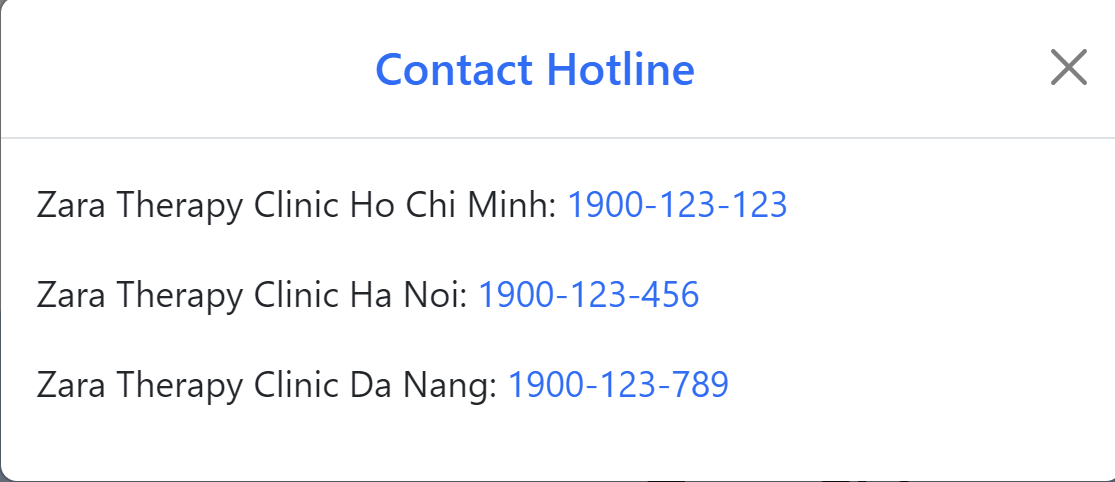 Contact Hotline
Zara Therapy Clinic Ho Chi Minh: 1900-123-123
Zara Therapy Clinic Ha Noi: 1900-123-456
Zara Therapy Clinic Da Nang: 1900-123-789